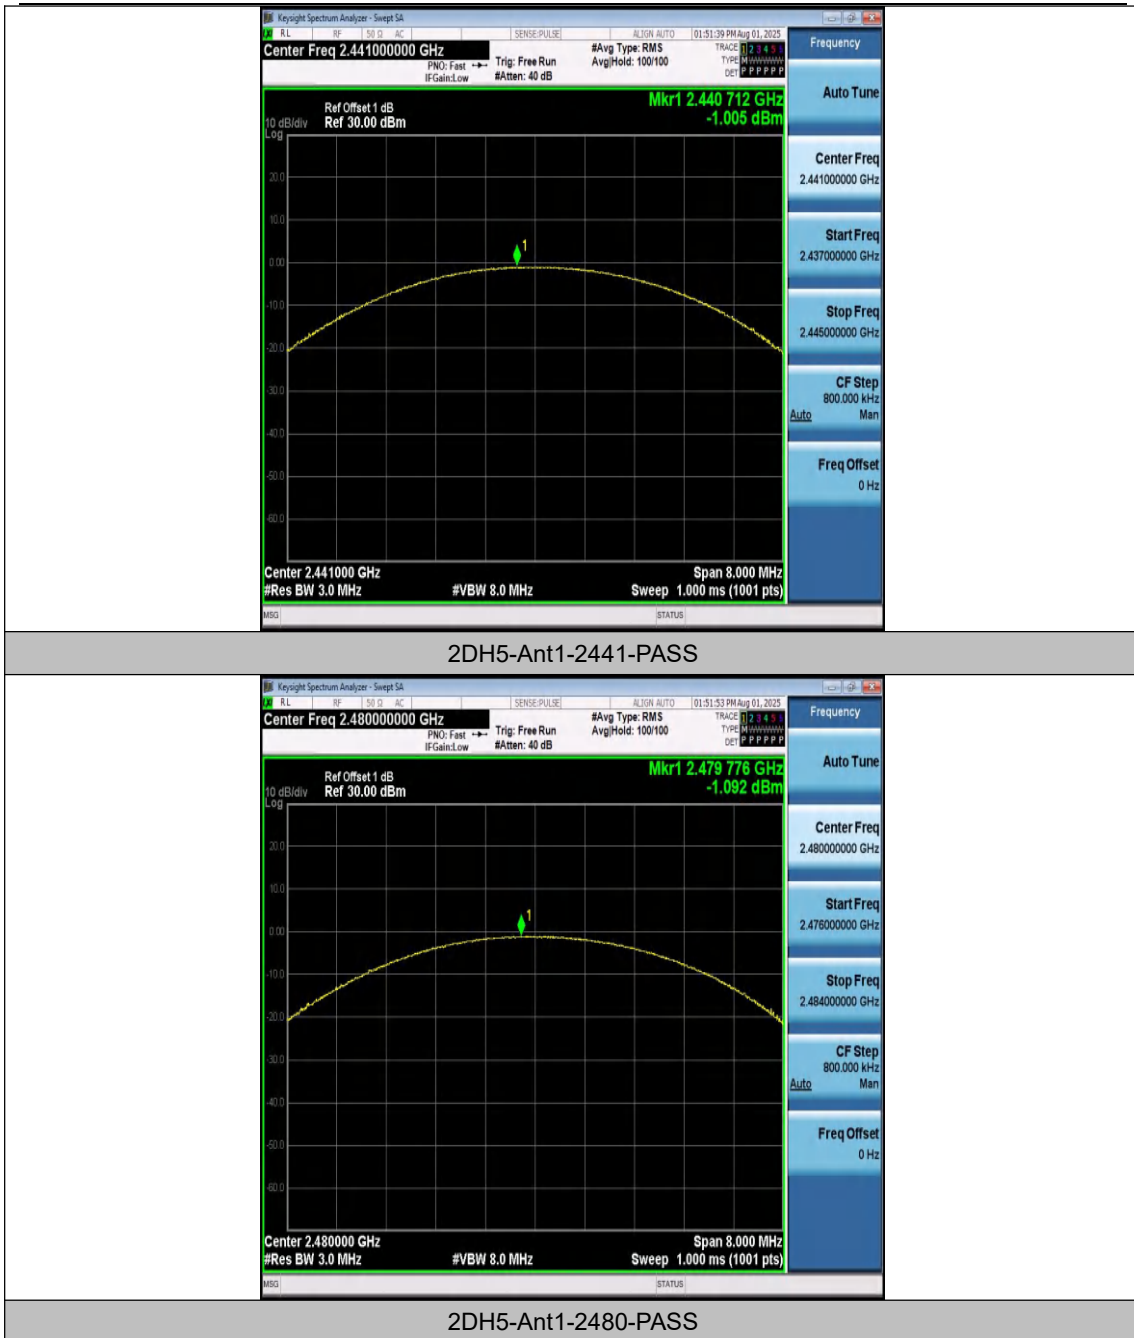 Keysight Spectrum Analyzer - Swept SA
RL RF 50 Ω AC SENSE:PULSE ALIGN AUTO 01:51:39 PM Aug 01, 2025
Center Freq 2.441000000 GHz
PNO: Fast
IFGain:Low
Trig: Free Run
#Atten: 40 dB
#Avg Type: RMS
Avg|Hold: 100/100
TRACE 1 2 3 4 5
TYPE M
DET P P P P P P
Frequency
Mkr1 2.440 712 GHz
-1.005 dBm
Ref Offset 1 dB
10 dB/div Ref 30.00 dBm
Log
20.0
10.0
0.00
-10.0
-20.0
-30.0
-40.0
-50.0
-60.0
1
Center 2.441000 GHz Span 8.000 MHz
#Res BW 3.0 MHz #VBW 8.0 MHz Sweep 1.000 ms (1001 pts)
Auto Tune
Center Freq
2.441000000 GHz
Start Freq
2.437000000 GHz
Stop Freq
2.445000000 GHz
CF Step
800.000 kHz
Auto Man
Freq Offset
0 Hz
MSG STATUS
2DH5-Ant1-2441-PASS
Keysight Spectrum Analyzer - Swept SA
RL RF 50 Ω AC SENSE:PULSE ALIGN AUTO 01:51:53 PM Aug 01, 2025
Center Freq 2.480000000 GHz
PNO: Fast
IFGain:Low
Trig: Free Run
#Atten: 40 dB
#Avg Type: RMS
Avg|Hold: 100/100
TRACE 1 2 3 4 5
TYPE M
DET P P P P P P
Frequency
Mkr1 2.479 776 GHz
-1.092 dBm
Ref Offset 1 dB
10 dB/div Ref 30.00 dBm
Log
20.0
10.0
0.00
-10.0
-20.0
-30.0
-40.0
-50.0
-60.0
1
Center 2.480000 GHz Span 8.000 MHz
#Res BW 3.0 MHz #VBW 8.0 MHz Sweep 1.000 ms (1001 pts)
Auto Tune
Center Freq
2.480000000 GHz
Start Freq
2.476000000 GHz
Stop Freq
2.484000000 GHz
CF Step
800.000 kHz
Auto Man
Freq Offset
0 Hz
MSG STATUS
2DH5-Ant1-2480-PASS